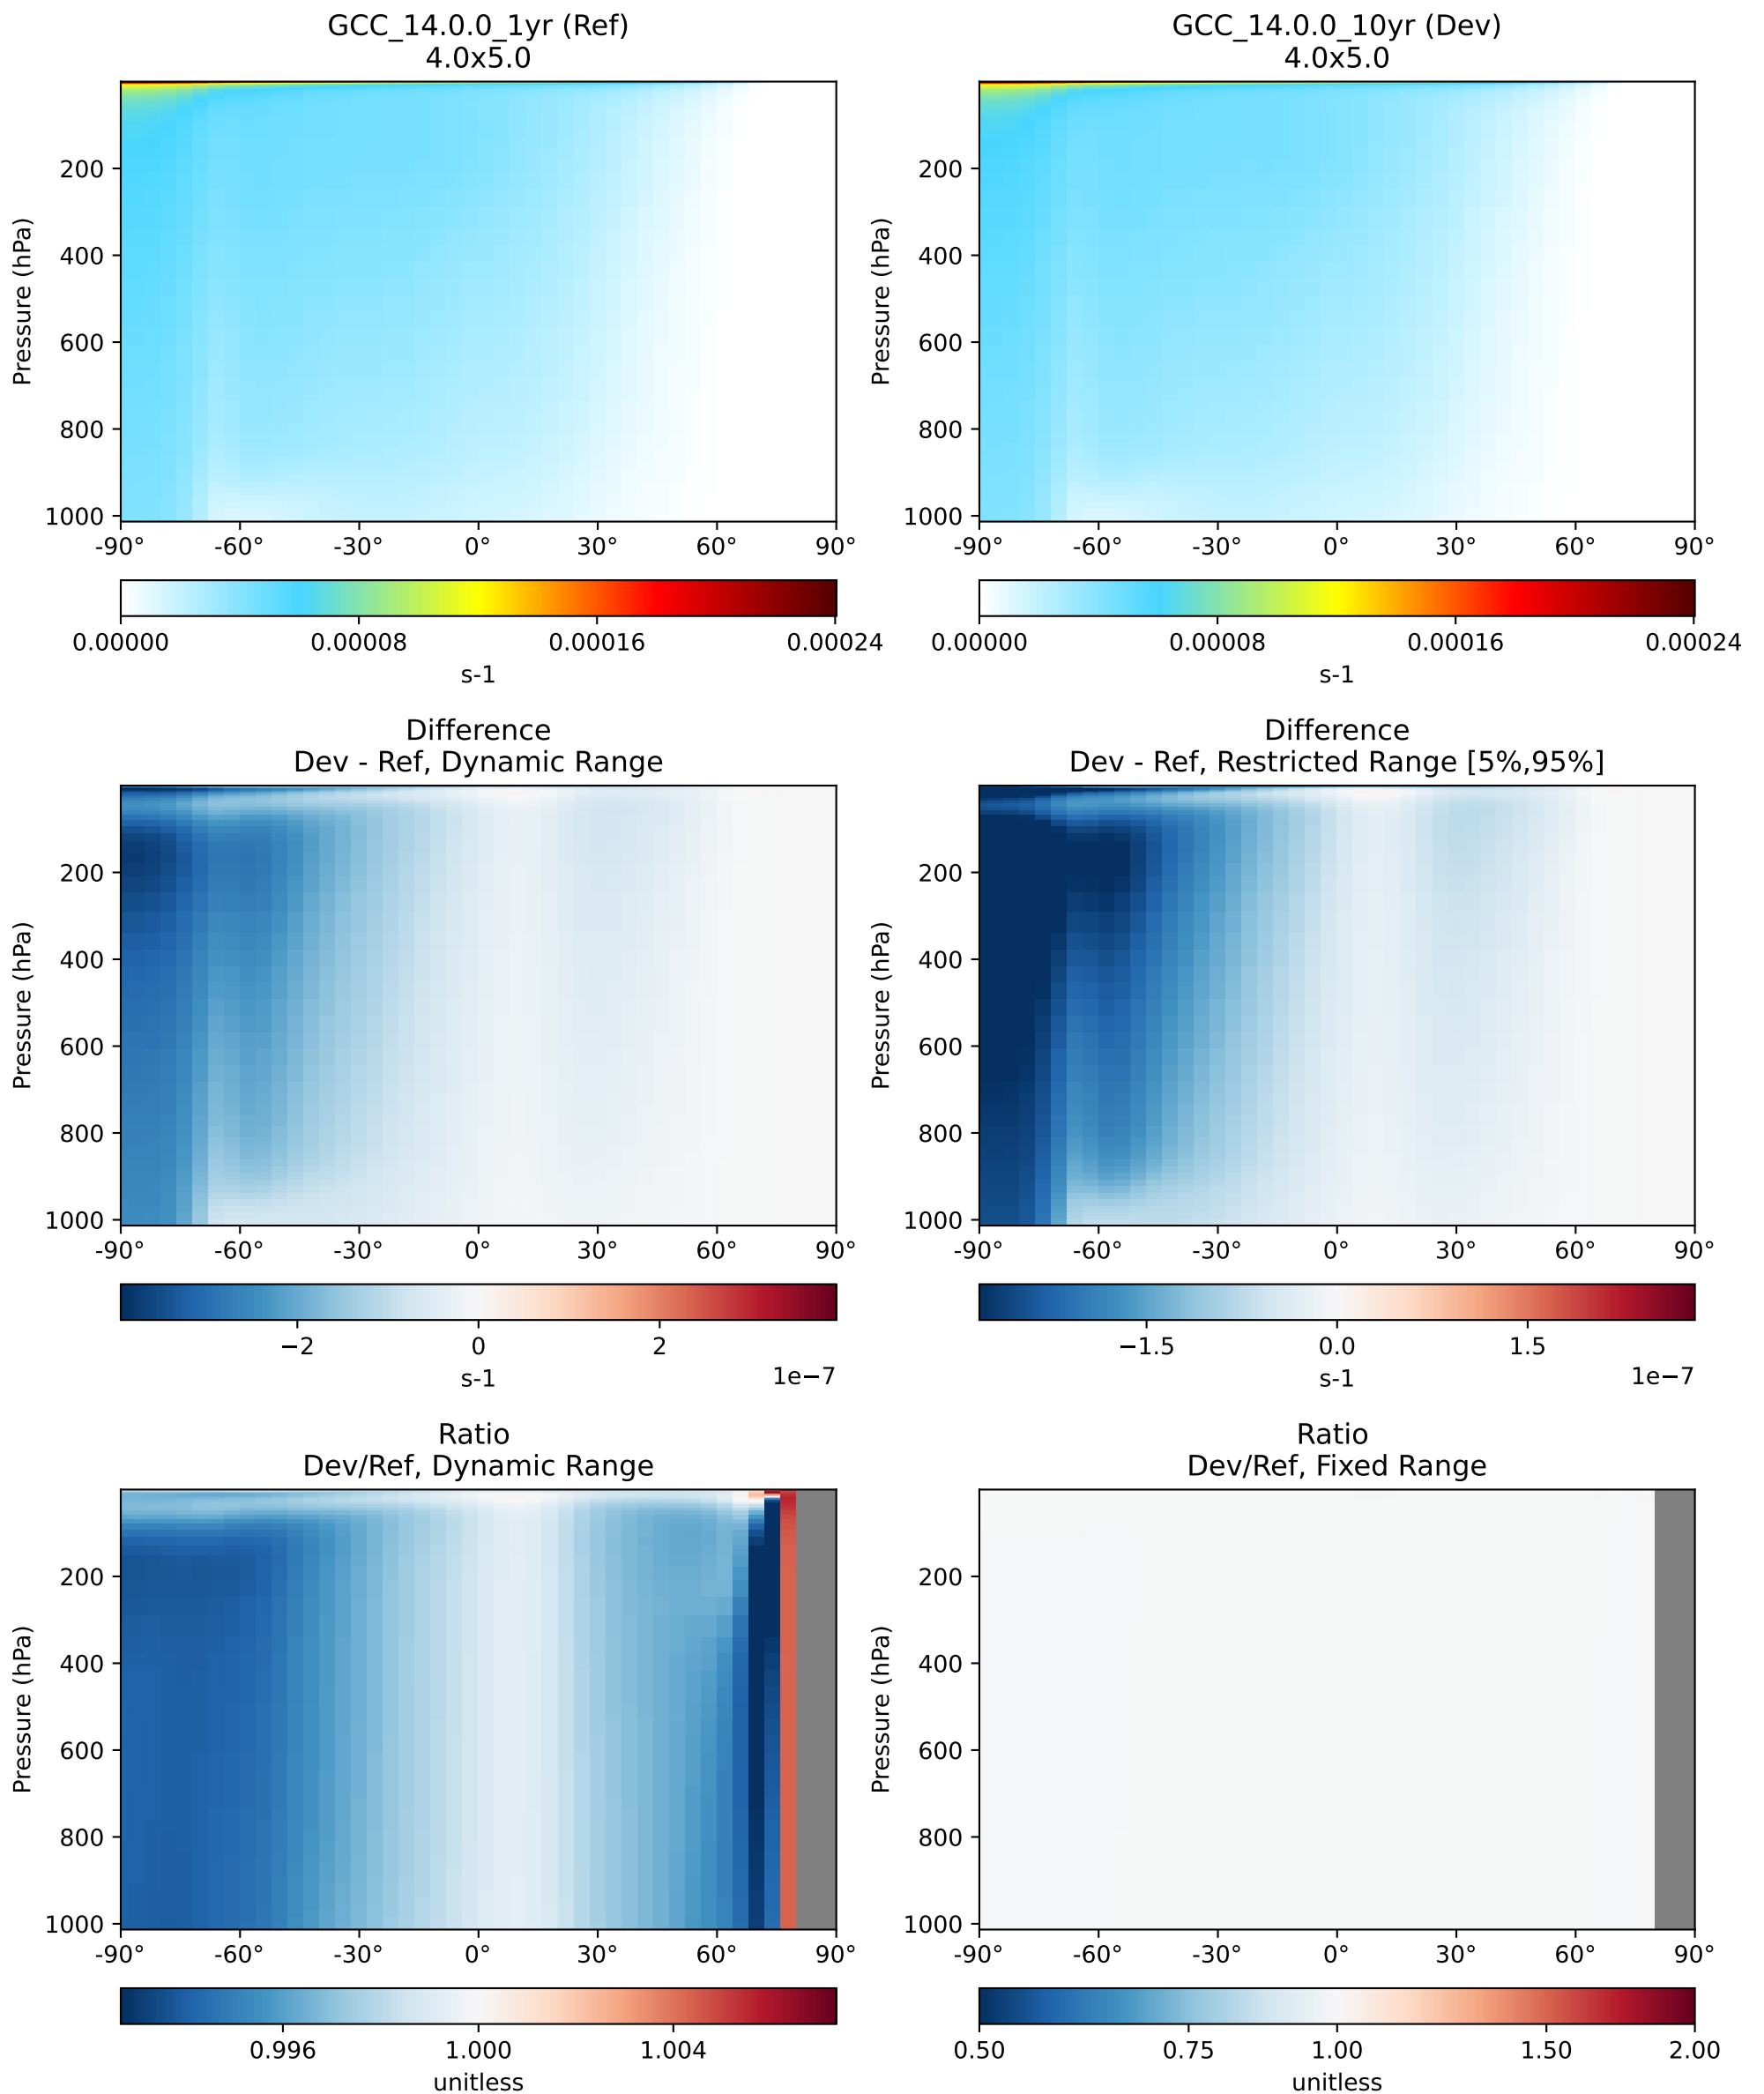 GCC_14.0.0_1yr (Ref)
4.0x5.0
Pressure (hPa)
200
400
600
800
1000
-90° -60° -30° 0° 30° 60° 90°
0.00000 0.00008 0.00016 0.00024
s-1
GCC_14.0.0_10yr (Dev)
4.0x5.0
Pressure (hPa)
200
400
600
800
1000
-90° -60° -30° 0° 30° 60° 90°
0.00000 0.00008 0.00016 0.00024
s-1
Difference
Dev - Ref, Dynamic Range
Pressure (hPa)
200
400
600
800
1000
-90° -60° -30° 0° 30° 60° 90°
−2 0 2
s-1 1e−7
Difference
Dev - Ref, Restricted Range [5%,95%]
Pressure (hPa)
200
400
600
800
1000
-90° -60° -30° 0° 30° 60° 90°
−1.5 0.0 1.5
s-1 1e−7
Ratio
Dev/Ref, Dynamic Range
Pressure (hPa)
200
400
600
800
1000
-90° -60° -30° 0° 30° 60° 90°
0.996 1.000 1.004
unitless
Ratio
Dev/Ref, Fixed Range
Pressure (hPa)
200
400
600
800
1000
-90° -60° -30° 0° 30° 60° 90°
0.50 0.75 1.00 1.50 2.00
unitless